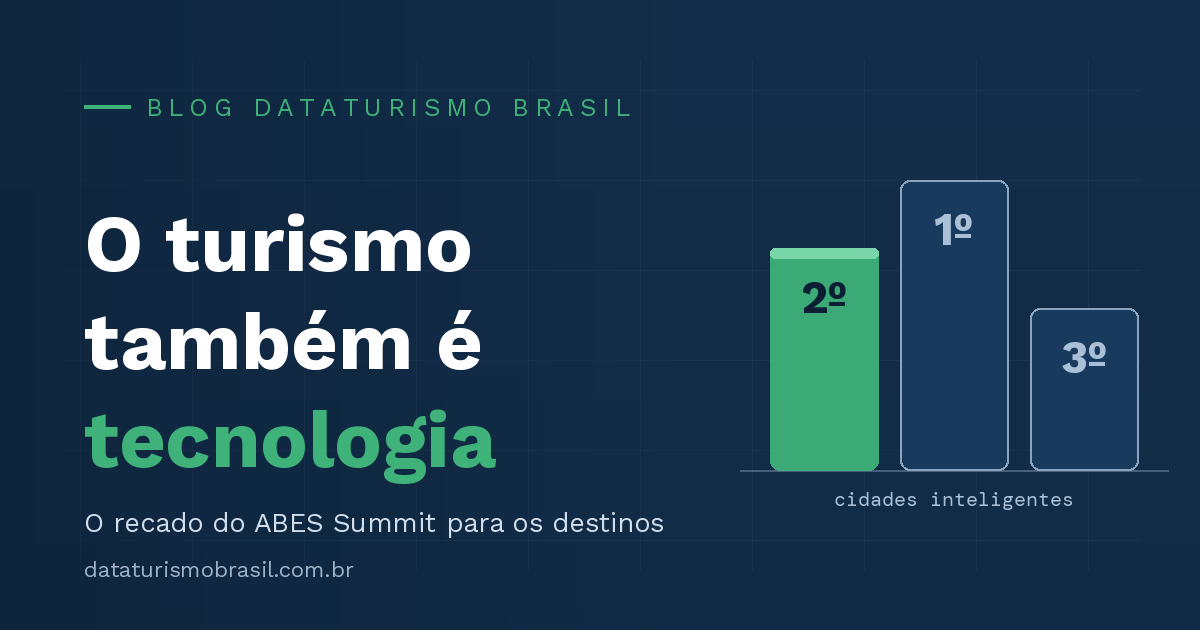 BLOG DATATURISMO BRASIL
O turismo
também é
tecnologia
O recado do ABES Summit para os destinos
dataturismobrasil.com.br
2º
1º
3º
cidades inteligentes